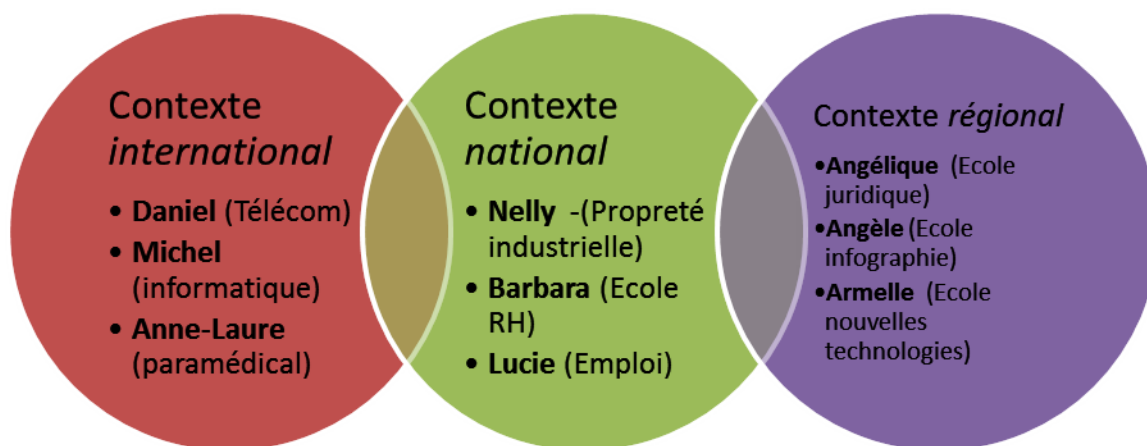 Contexte
international
• Daniel (Télécom)
• Michel
(informatique)
• Anne-Laure
(paramédical)
Contexte
national
• Nelly -(Propreté
industrielle)
• Barbara (Ecole
RH)
• Lucie (Emploi)
Contexte régional
•Angélique (Ecole
juridique)
•Angèle (Ecole
infographie)
•Armelle (Ecole
nouvelles
technologies)